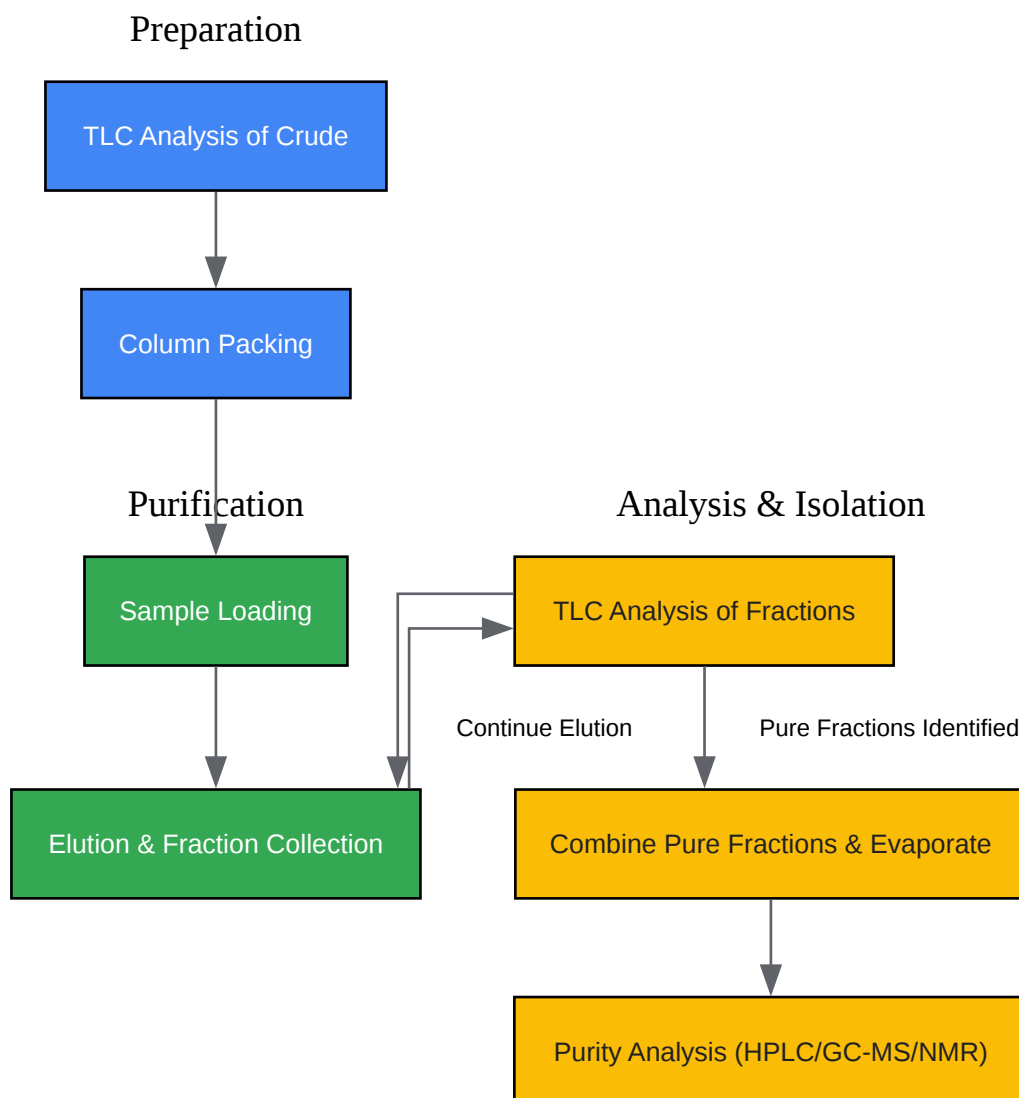 Preparation
TLC Analysis of Crude
Column Packing
Purification
Sample Loading
Elution & Fraction Collection
Analysis & Isolation
TLC Analysis of Fractions
Continue Elution
Pure Fractions Identified
Combine Pure Fractions & Evaporate
Purity Analysis (HPLC/GC-MS/NMR)